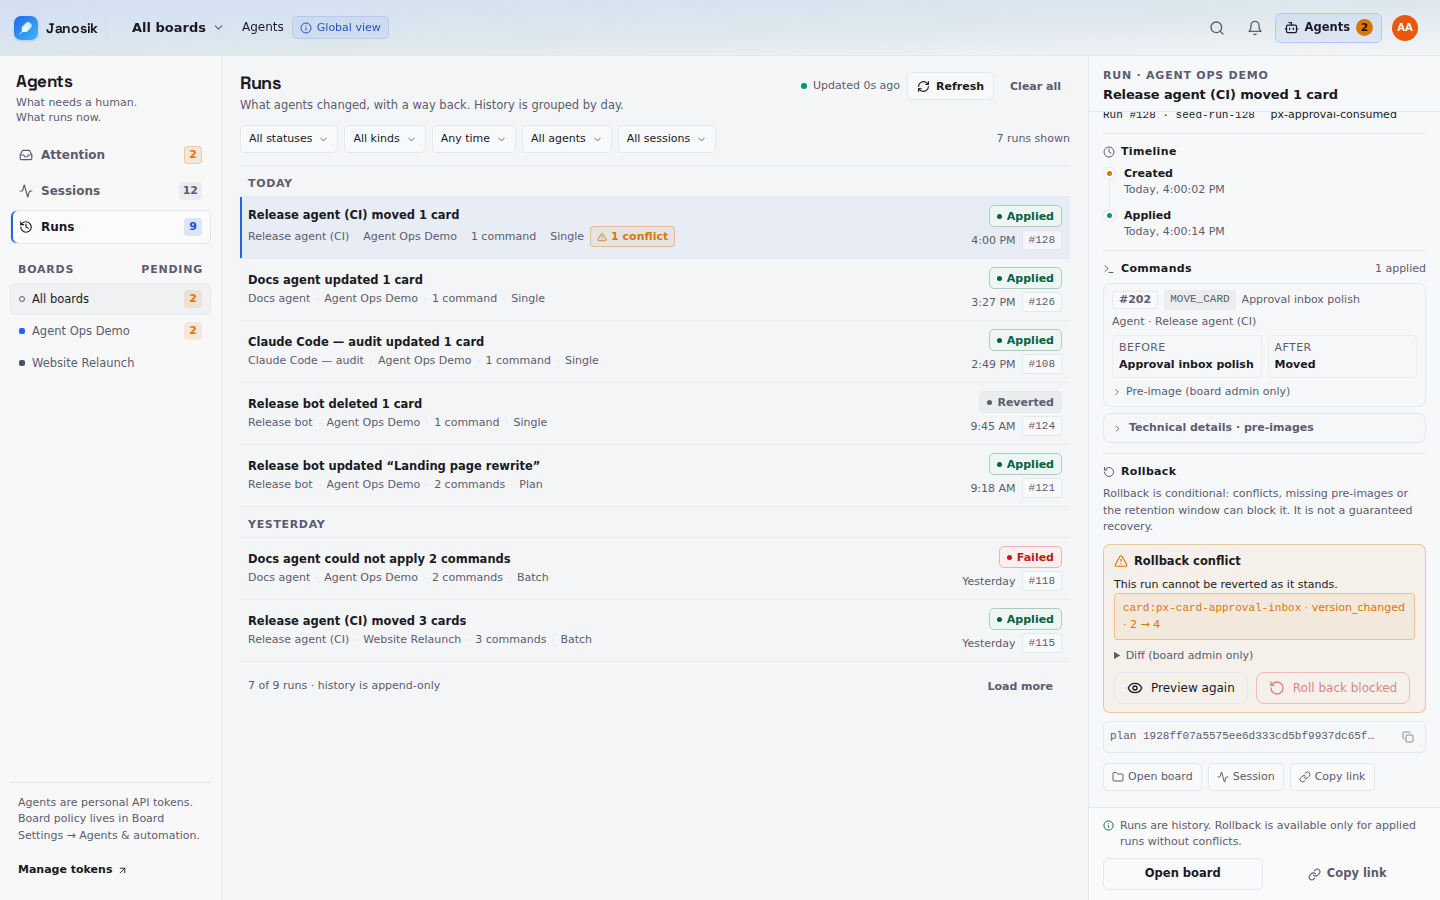 Janosik
All boards
Agents
Global view
Agents 2
AA
Agents
What needs a human.
What runs now.
Attention 2
Sessions 12
Runs 9
BOARDS PENDING
All boards 2
Agent Ops Demo 2
Website Relaunch
Agents are personal API tokens.
Board policy lives in Board
Settings → Agents & automation.
Manage tokens
Runs
What agents changed, with a way back. History is grouped by day.
Updated 0s ago
Refresh
Clear all
All statuses
All kinds
Any time
All agents
All sessions
7 runs shown
TODAY
Release agent (CI) moved 1 card
Applied
Release agent (CI) Agent Ops Demo 1 command Single 1 conflict
4:00 PM #128
Docs agent updated 1 card
Applied
Docs agent · Agent Ops Demo · 1 command · Single
3:27 PM #126
Claude Code — audit updated 1 card
Applied
Claude Code — audit · Agent Ops Demo · 1 command · Single
2:49 PM #108
Release bot deleted 1 card
Reverted
Release bot · Agent Ops Demo · 1 command · Single
9:45 AM #124
Release bot updated “Landing page rewrite”
Applied
Release bot · Agent Ops Demo · 2 commands · Plan
9:18 AM #121
YESTERDAY
Docs agent could not apply 2 commands
Failed
Docs agent · Agent Ops Demo · 2 commands · Batch
Yesterday #118
Release agent (CI) moved 3 cards
Applied
Release agent (CI) · Website Relaunch · 3 commands · Batch
Yesterday #115
7 of 9 runs · history is append-only
Load more
RUN · AGENT OPS DEMO
Release agent (CI) moved 1 card
Run #128 · seed-run-128 px-approval-consumed
Timeline
Created
Today, 4:00:02 PM
Applied
Today, 4:00:14 PM
Commands 1 applied
#202 MOVE_CARD Approval inbox polish
Agent · Release agent (CI)
BEFORE
Approval inbox polish
AFTER
Moved
Pre-image (board admin only)
Technical details · pre-images
Rollback
Rollback is conditional: conflicts, missing pre-images or
the retention window can block it. It is not a guaranteed
recovery.
Rollback conflict
This run cannot be reverted as it stands.
card:px-card-approval-inbox · version_changed
· 2 → 4
Diff (board admin only)
Preview again
Roll back blocked
plan 1928ff07a5575ee6d333cd5bf9937dc65f…
Open board
Session
Copy link
Runs are history. Rollback is available only for applied
runs without conflicts.
Open board
Copy link